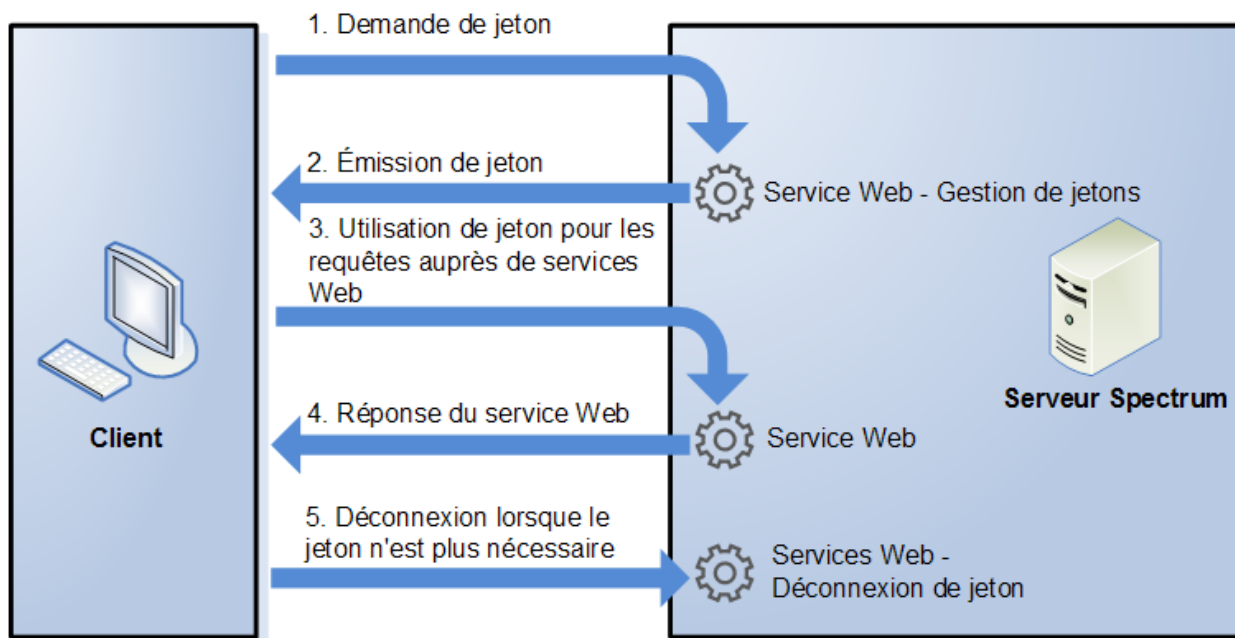 1. Demande de jeton
2. Émission de jeton
Service Web - Gestion de jetons
3. Utilisation de jeton pour les
requêtes auprès de services
Web
Serveur Spectrum
Client
4. Réponse du service Web
Service Web
5. Déconnexion lorsque le
jeton n'est plus nécessaire
Services Web -
Déconnexion de jeton